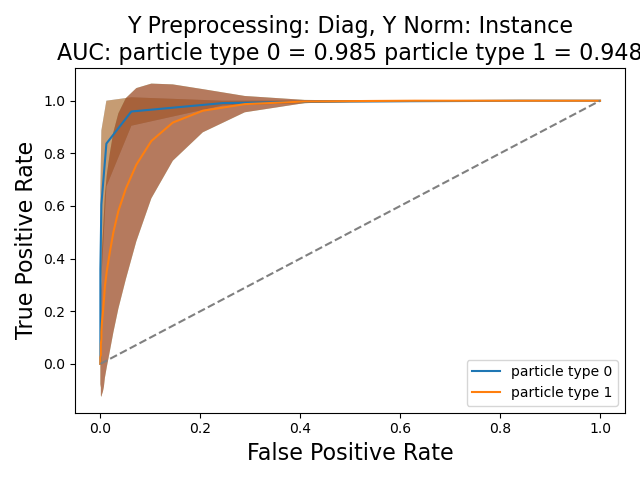 Y Preprocessing: Diag, Y Norm: Instance
AUC: particle type 0 = 0.985 particle type 1 = 0.948
True Positive Rate
1.0
0.8
0.6
0.4
0.2
0.0
particle type 0
particle type 1
0.0 0.2 0.4 0.6 0.8 1.0
False Positive Rate